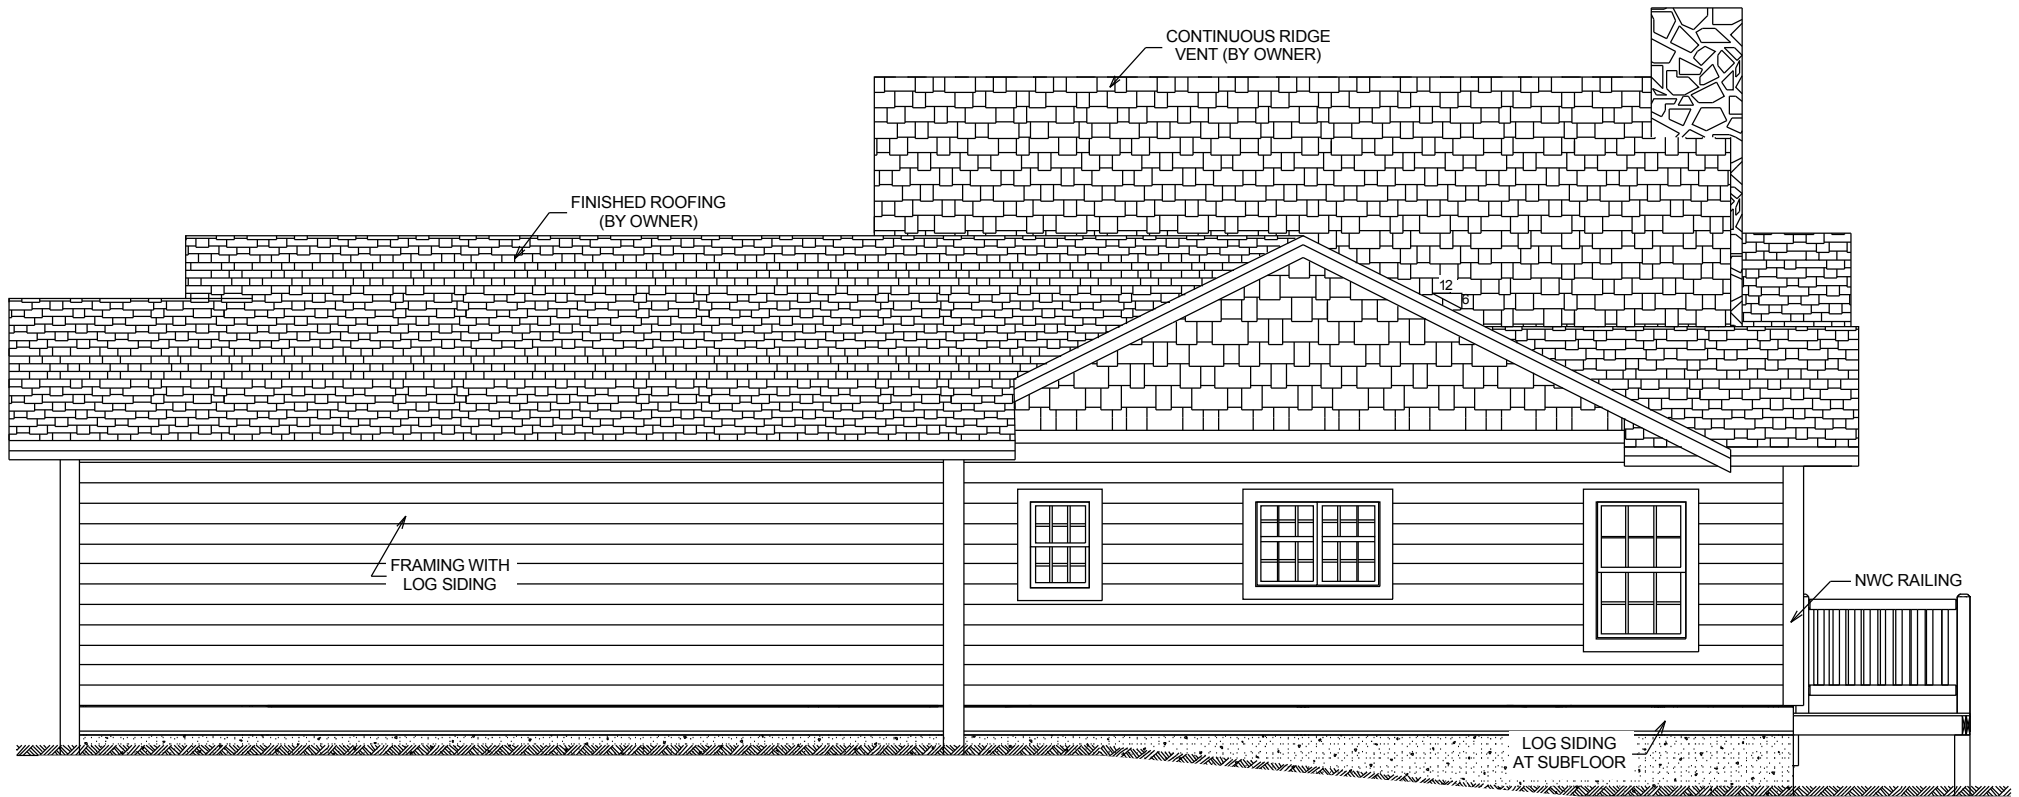 CONTINUOUS RIDGE
VENT (BY OWNER)
FINISHED ROOFING
(BY OWNER)
12
6
FRAMING WITH
LOG SIDING
NWC RAILING
LOG SIDING
AT SUBFLOOR